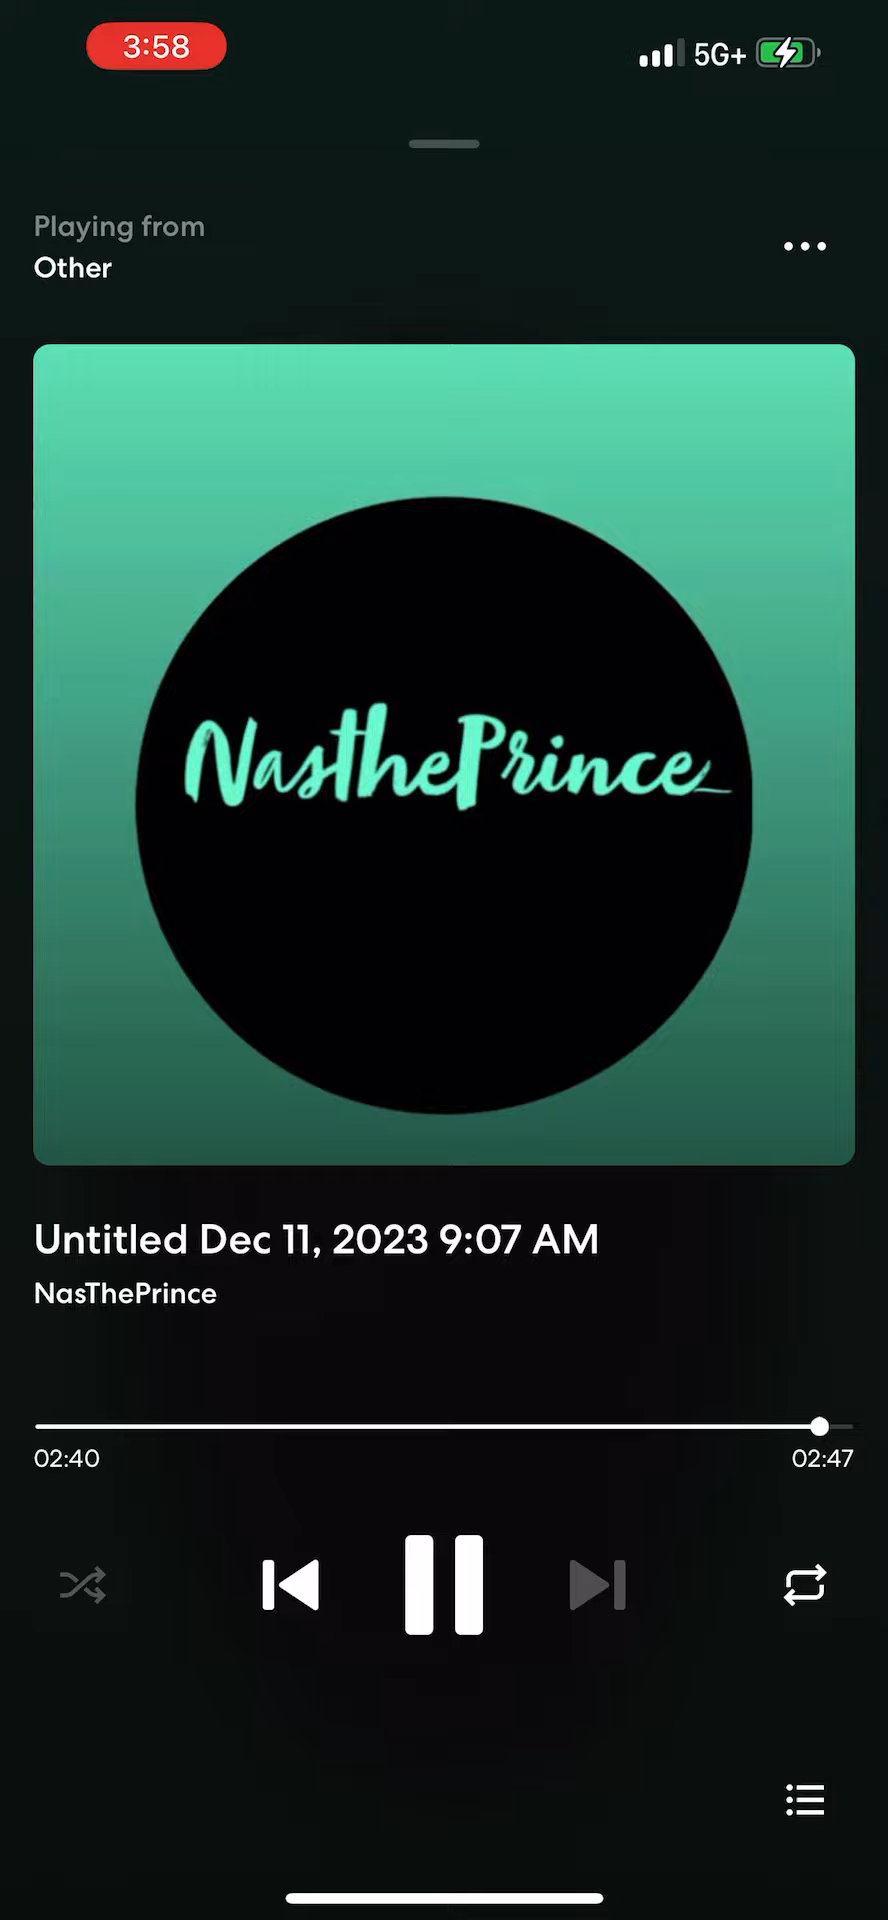 3:58
5G+
Playing from
Other
NasthePrince
Untitled Dec 11, 2023 9:07 AM
NasThePrince
02:40
02:47